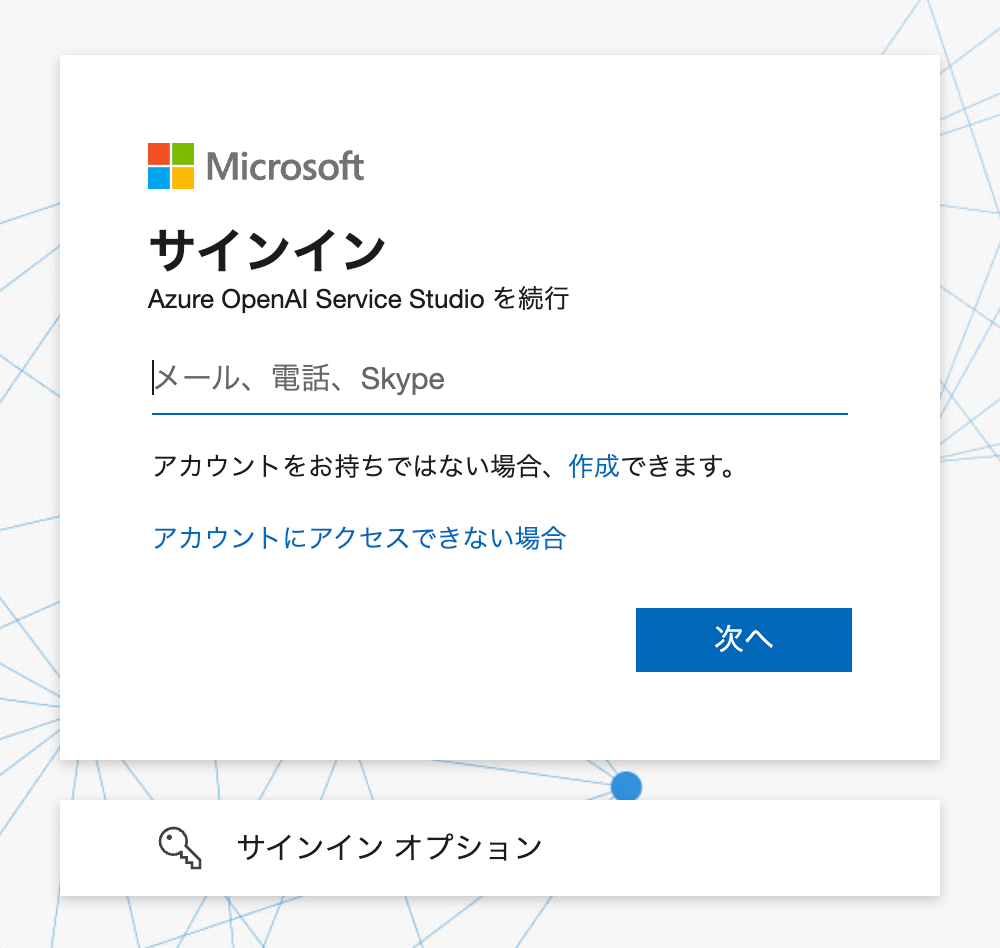 Microsoft
サインイン
Azure OpenAI Service Studio を続行
メール、電話、Skype
アカウントをお持ちではない場合、作成できます。
アカウントにアクセスできない場合
次へ
サインイン オプション